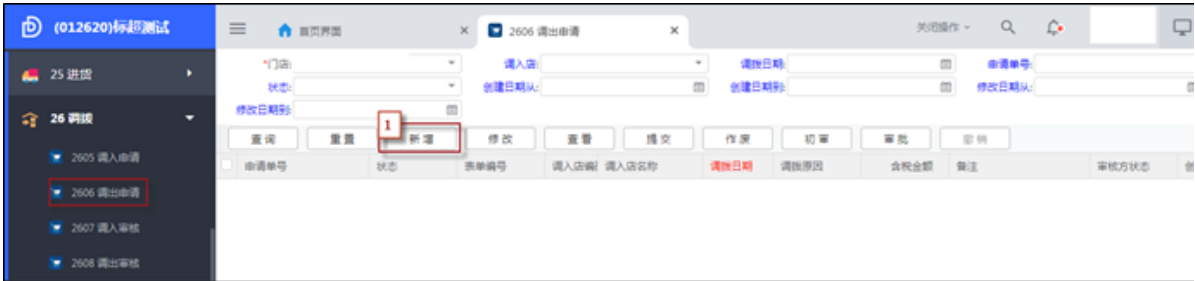 (012620)标超测试
首页界面 ×
2606 调出申请 ×
关闭操作
25 进货
26 调拨
2605 调入申请
2606 调出申请
2607 调入审核
2608 调出审核
*门店: 调入店: 调拨日期: 申请单号:
状态: 创建日期从: 创建日期到: 修改日期从:
修改日期到:
1
查询 重置 新增 修改 查看 提交 作废 初审 审批 撤销
申请单号 状态 表单编号 调入店编 调入店名称 调拨日期 调拨原因 含税金额 备注 审核方状态